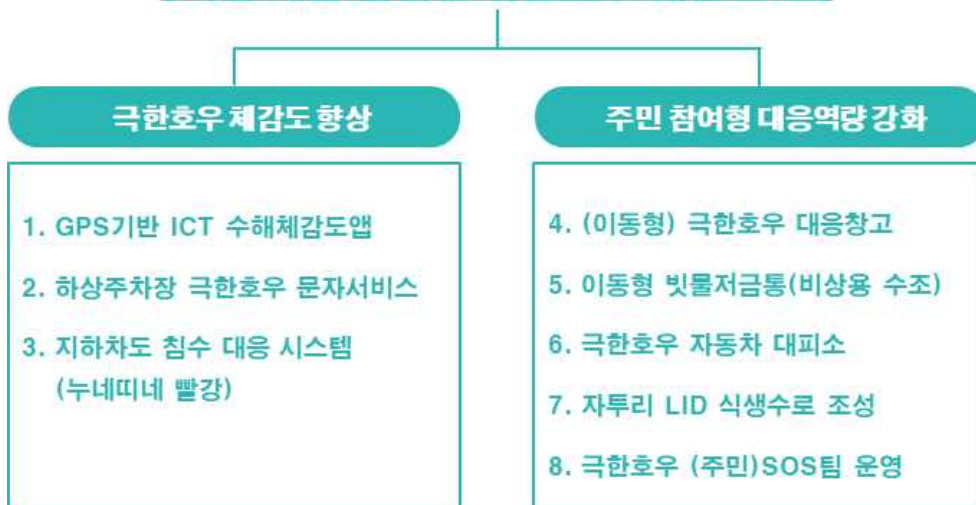 극한호우 체감도 향상
1. GPS기반 ICT 수해체감도앱
2. 하상주차장 극한호우 문자서비스
3. 지하차도 침수 대응 시스템
(누네띠네 빨강)
주민 참여형 대응역량 강화
4. (이동형) 극한호우 대응창고
5. 이동형 빗물저금통(비상용 수조)
6. 극한호우 자동차 대피소
7. 자투리 LID 식생수로 조성
8. 극한호우 (주민)SOS팀 운영